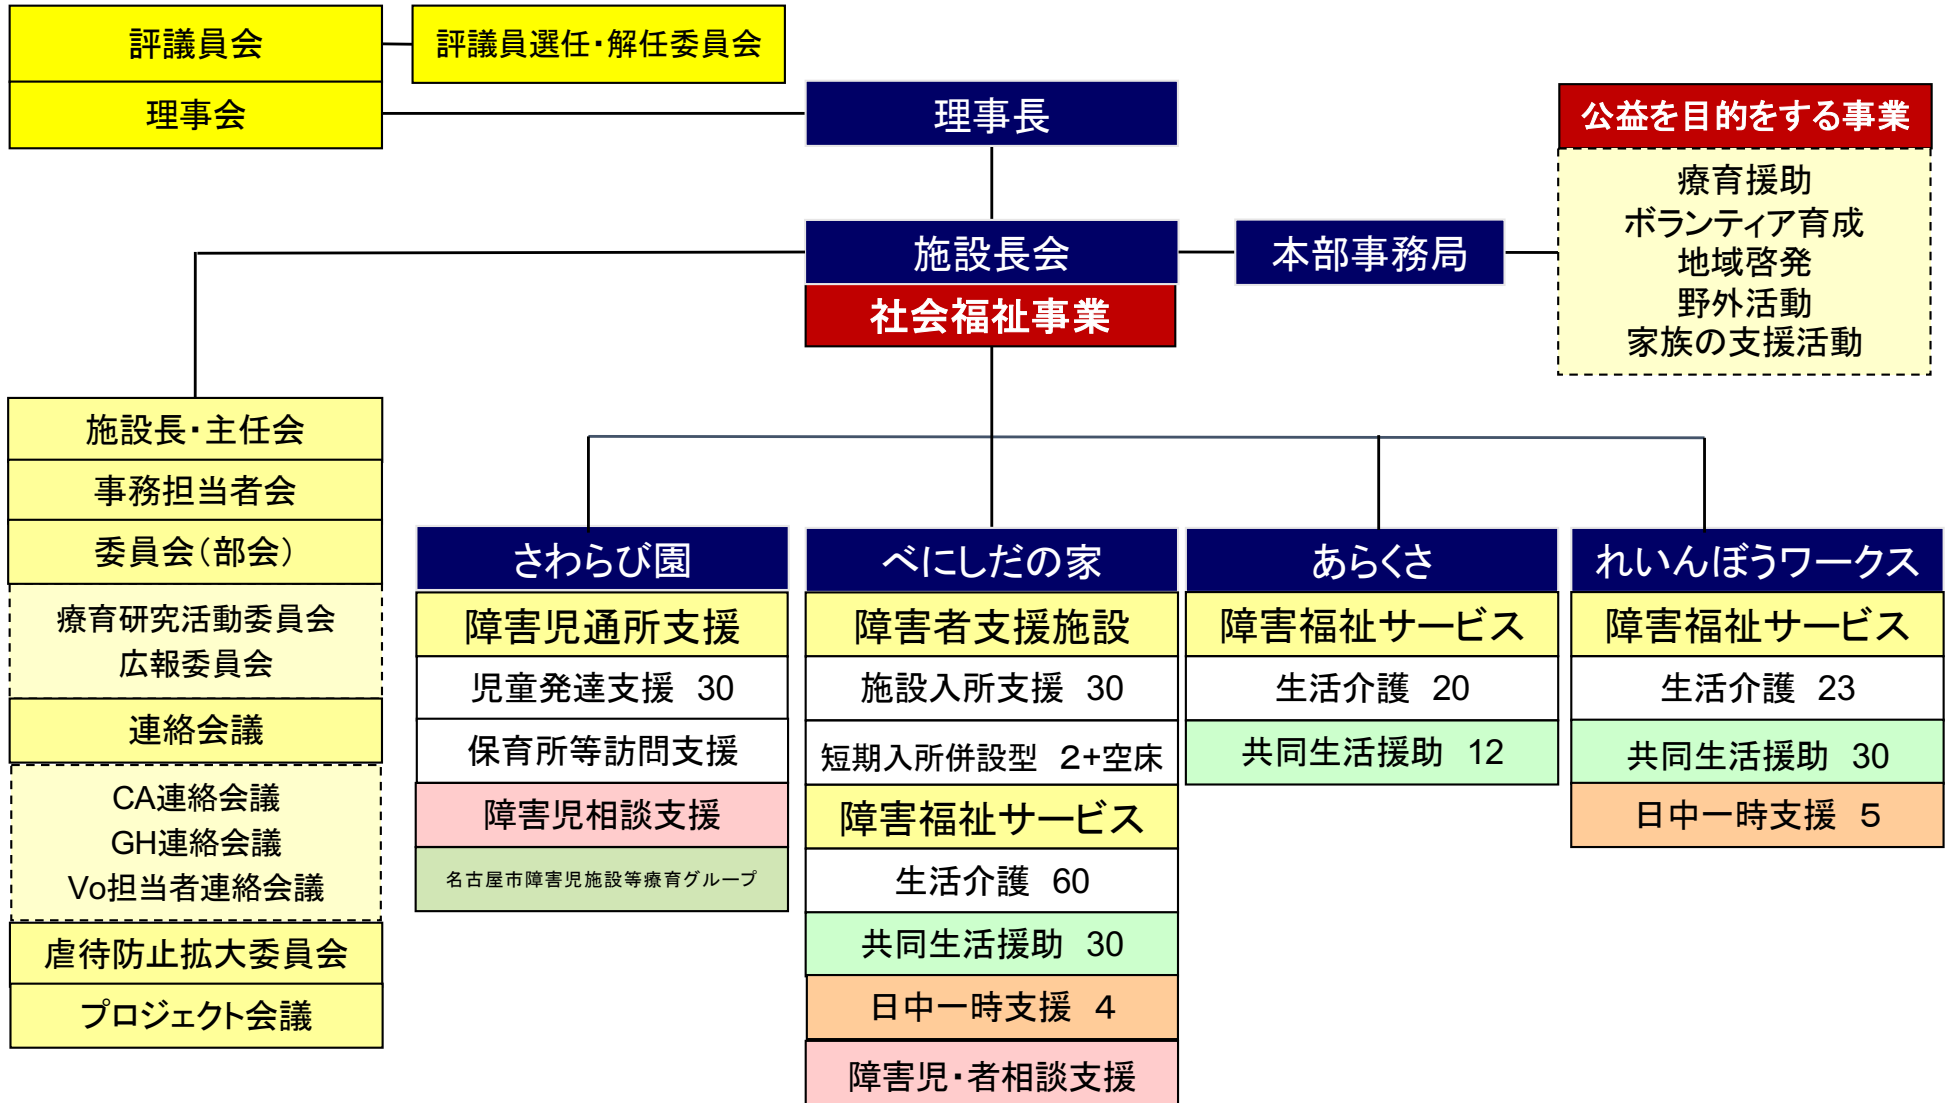 評議員会
評議員選任・解任委員会
理事会
理事長
公益を目的をする事業
療育援助
ボランティア育成
地域啓発
野外活動
家族の支援活動
施設長会
本部事務局
社会福祉事業
施設長・主任会
事務担当者会
委員会(部会)
療育研究活動委員会
広報委員会
連絡会議
CA連絡会議
GH連絡会議
Vo担当者連絡会議
虐待防止拡大委員会
プロジェクト会議
さわらび園
障害児通所支援
児童発達支援 30
保育所等訪問支援
障害児相談支援
名古屋市障害児施設等療育グループ
べにしだの家
障害者支援施設
施設入所支援 30
短期入所併設型 2+空床
障害福祉サービス
生活介護 60
共同生活援助 30
日中一時支援 4
障害児・者相談支援
あらくさ
障害福祉サービス
生活介護 20
共同生活援助 12
れいんぼうワークス
障害福祉サービス
生活介護 23
共同生活援助 30
日中一時支援 5